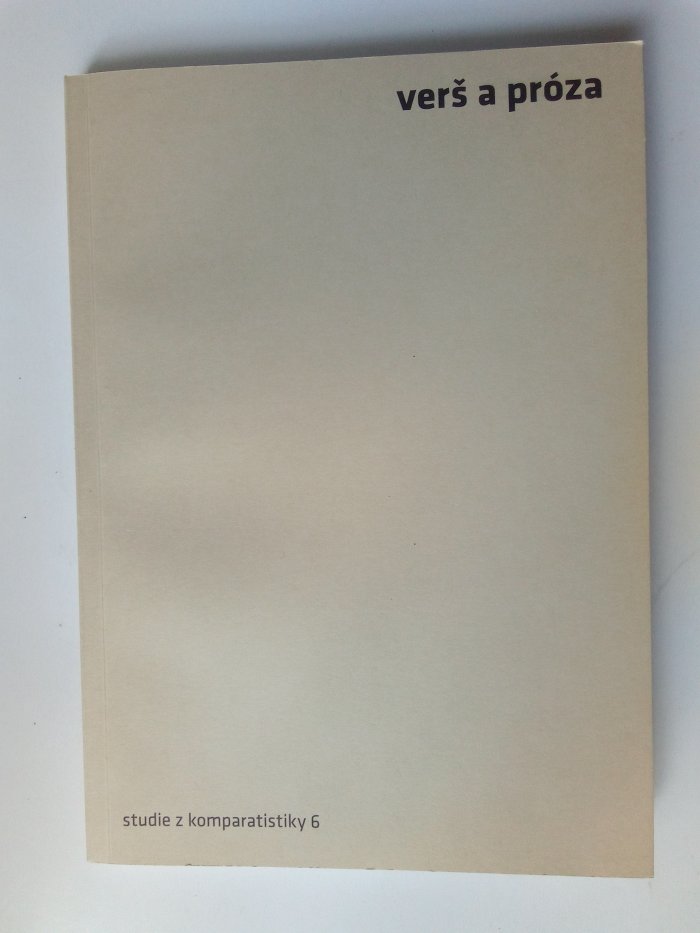 verš a próza
studie z komparatistiky 6